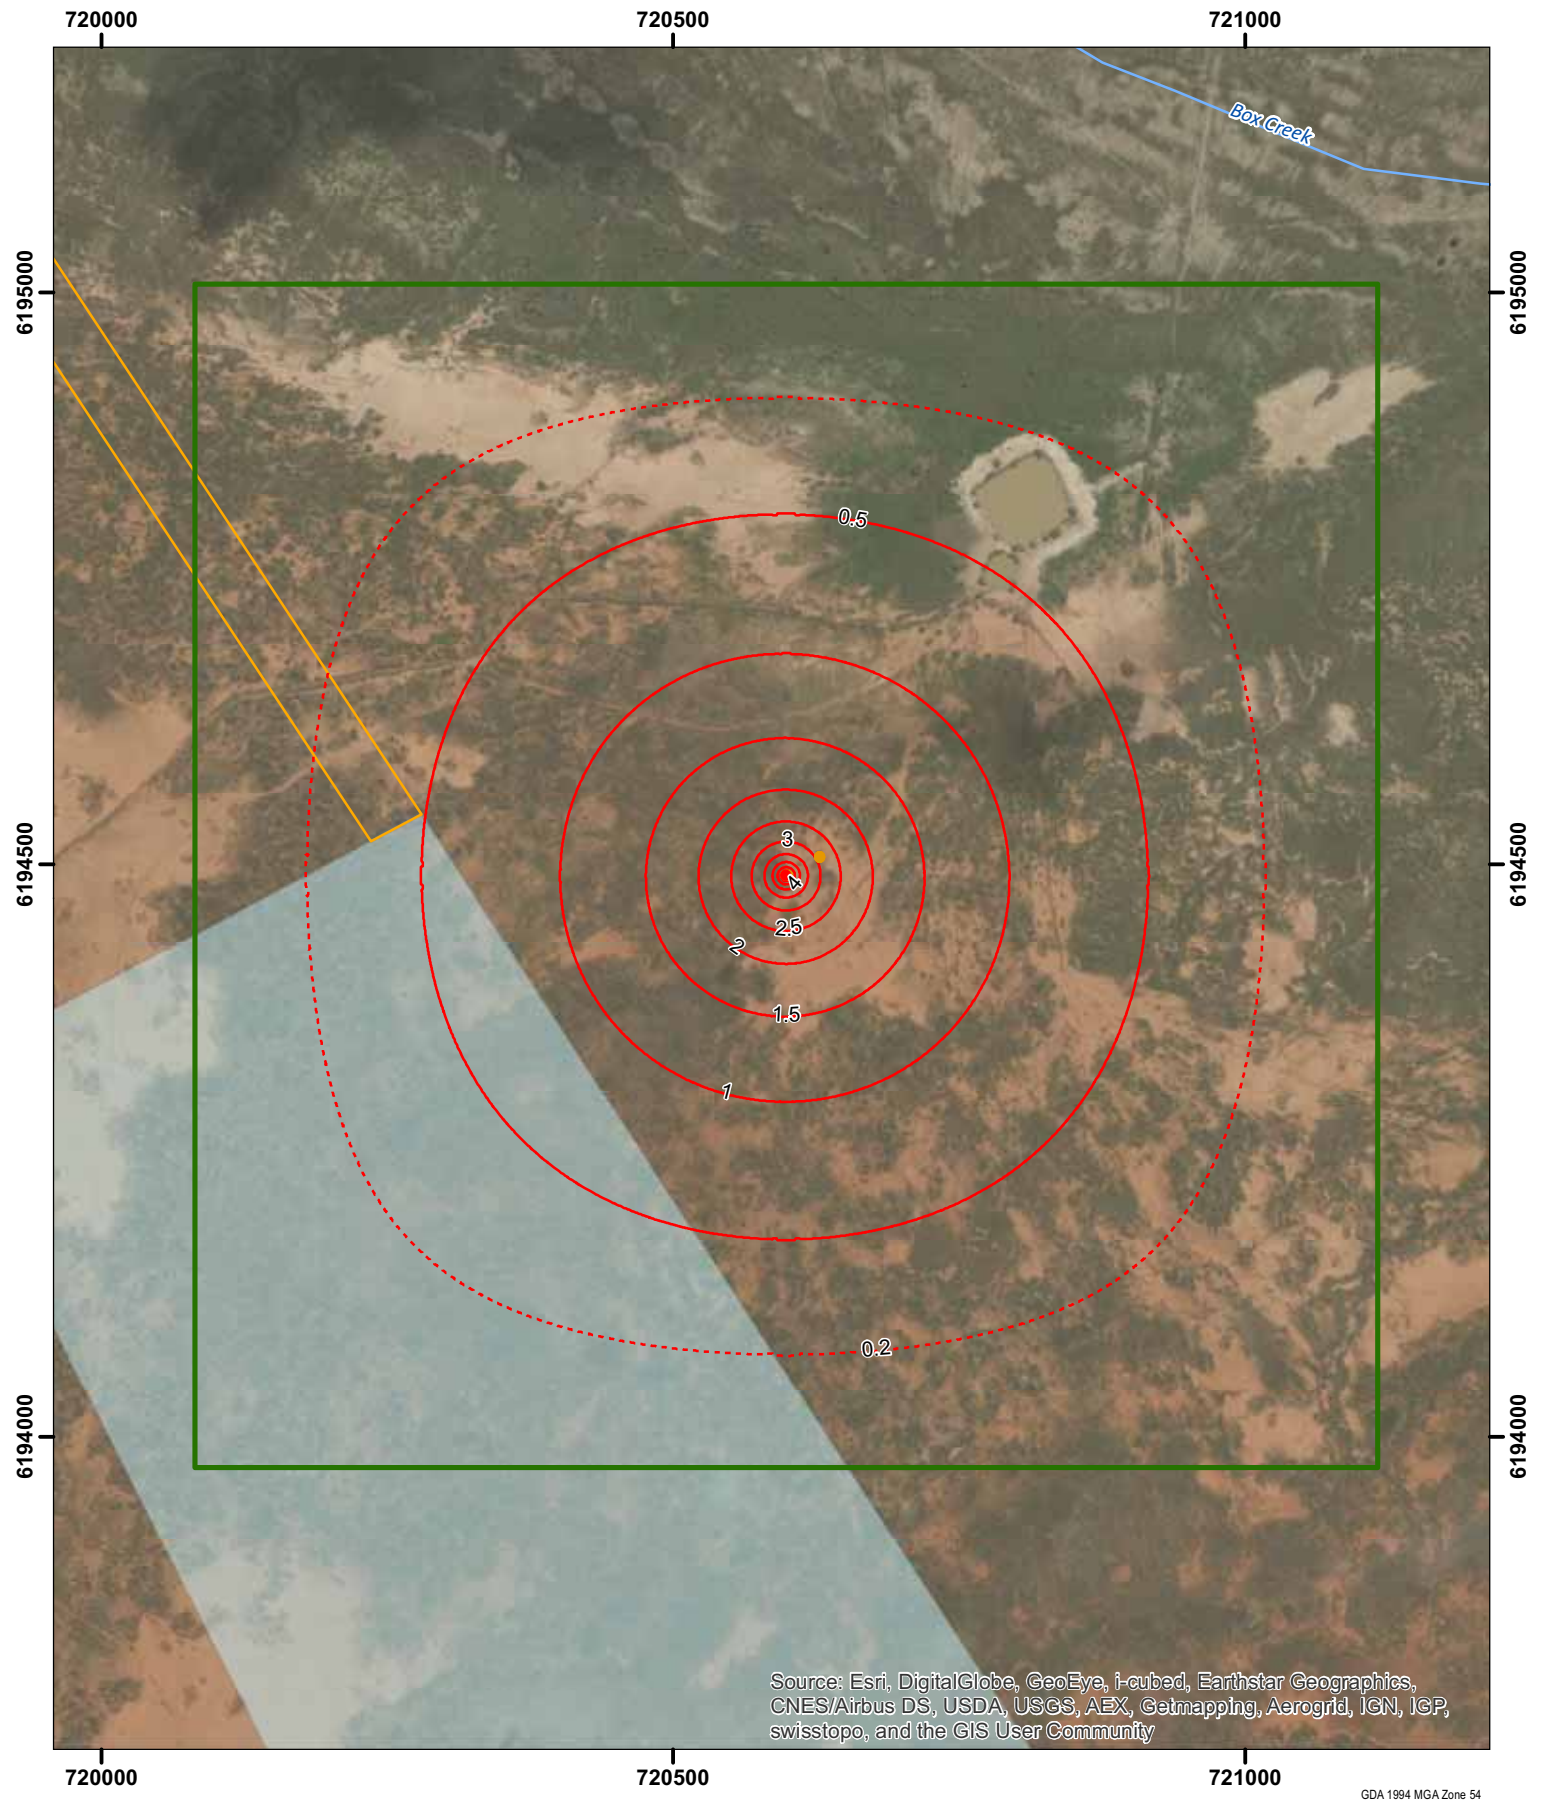 720000 720500 721000
Box Creek
6195000 6195000
0.5
3
6194500 6194500
4
2.5
2
1.5
1
0.2
6194000 6194000
Source: Esri, DigitalGlobe, GeoEye, i-cubed, Earthstar Geographics,
CNES/Airbus DS, USDA, USGS, AEX, Getmapping, Aerogrid, IGN, IGP,
swisstopo, and the GIS User Community
720000 720500 721000
GDA 1994 MGA Zone 54